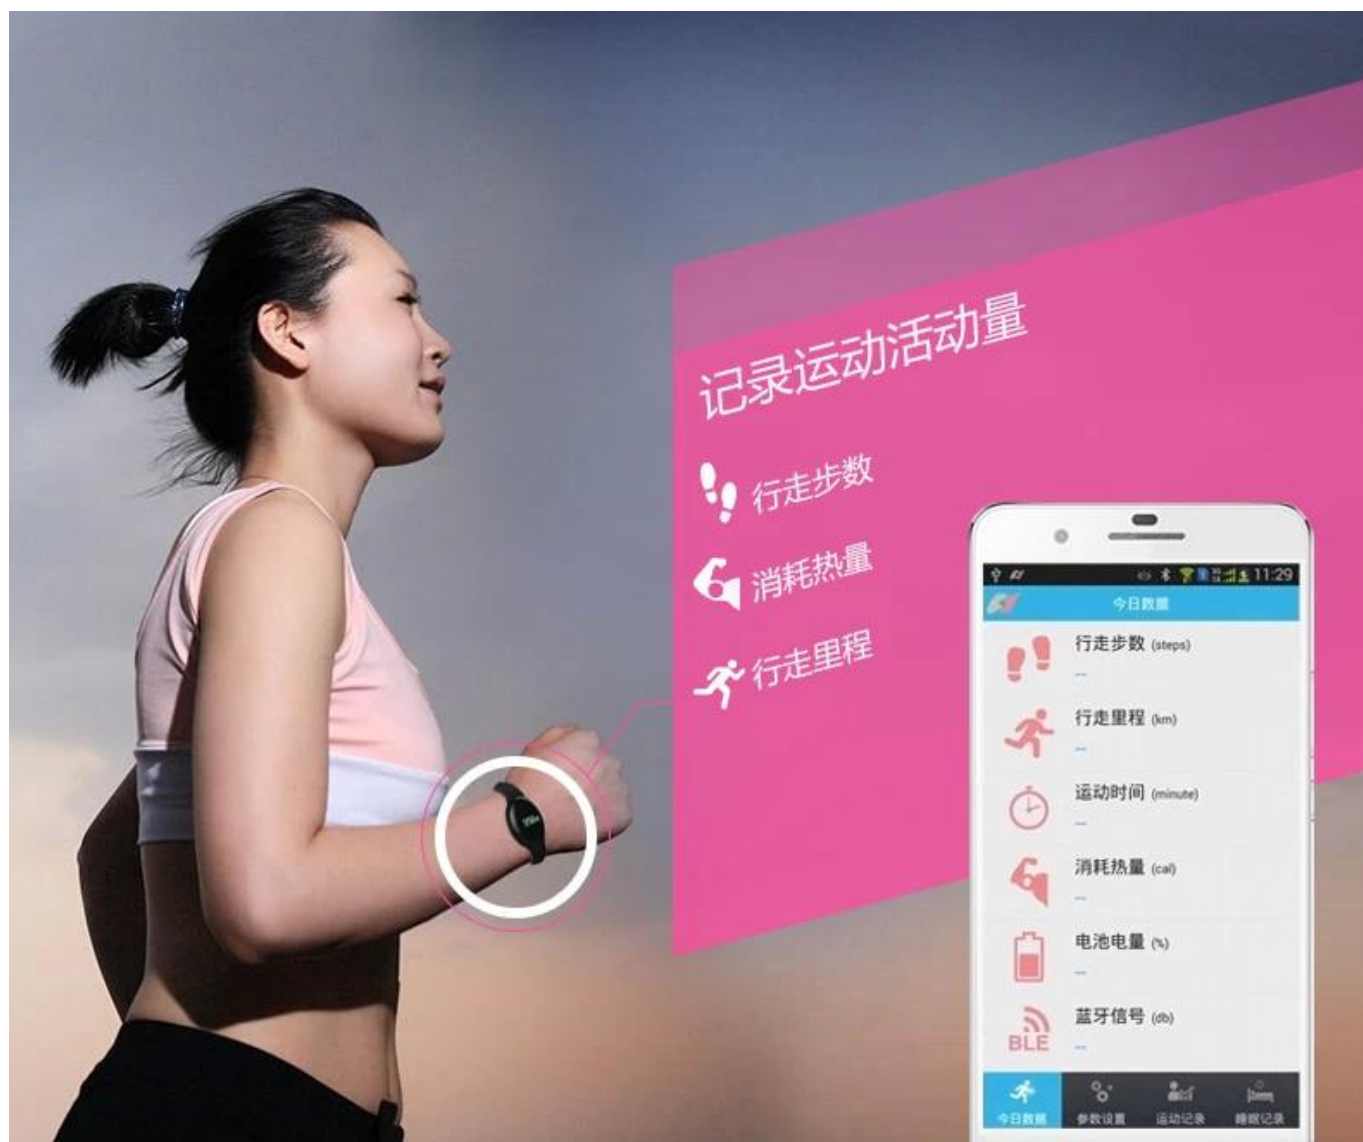 记录运动活动量
行走步数
消耗热量
行走里程
11:29
今日数据
行走步数 (steps)
--
行走里程 (km)
--
运动时间 (minute)
--
消耗热量 (cal)
--
电池电量 (%)
--
蓝牙信号 (db)
--
BLE
今日数据 参数设置 运动记录 睡眠记录